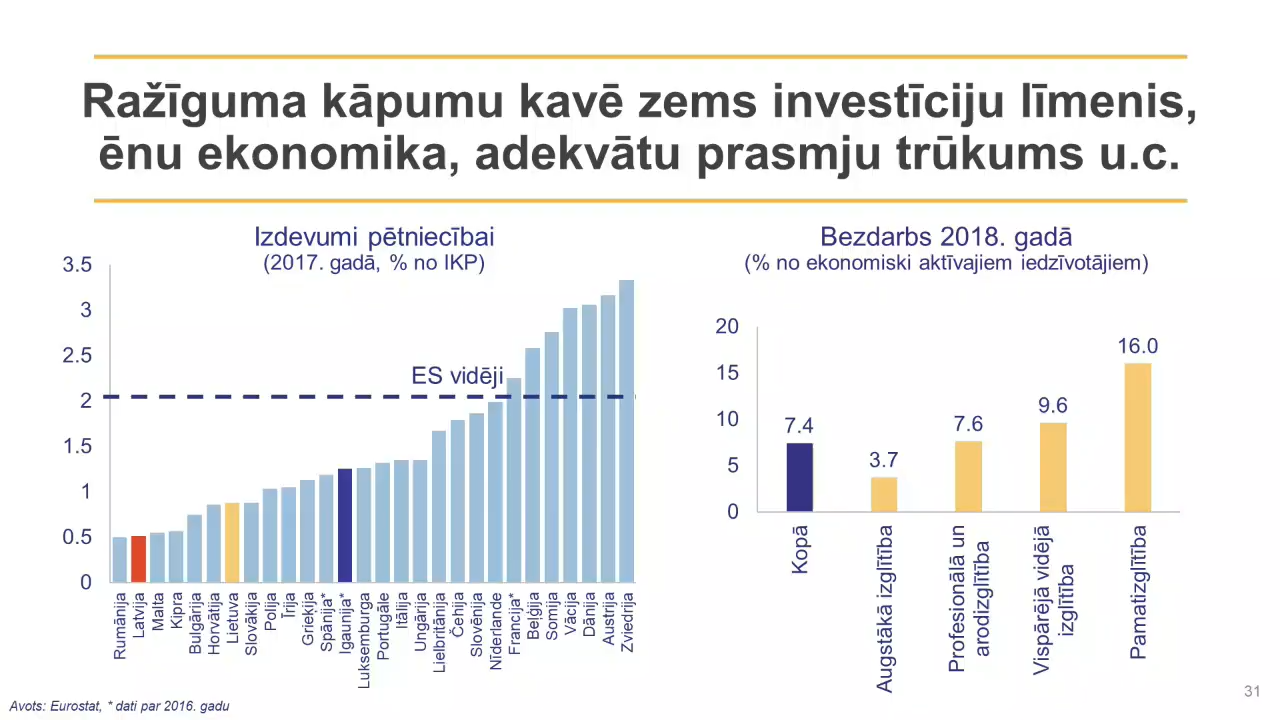 Ražīguma kāpumu kavē zems investīciju līmenis,
ēnu ekonomika, adekvātu prasmju trūkums u.c.
Izdevumi pētniecībai
(2017. gadā, % no IKP)
3.5
3
2.5
2
1.5
1
0.5
0
ES vidēji
Rumānija
Latvija
Malta
Kipra
Bulgārija
Horvātija
Lietuva
Slovākija
Polija
Īrija
Grieķija
Spānija*
Igaunija*
Luksemburga
Portugāle
Itālija
Ungārija
Lielbritānija
Čehija
Slovēnija
Nīderlande
Francija*
Beļģija
Somija
Vācija
Dānija
Austrija
Zviedrija
Bezdarbs 2018. gadā
(% no ekonomiski aktīvajiem iedzīvotājiem)
20
15
10
5
0
7.4
3.7
7.6
9.6
16.0
Kopā
Augstākā izglītība
Profesionālā un
arodizglītība
Vispārējā vidējā
izglītība
Pamatizglītība
Avots: Eurostat, * dati par 2016. gadu
31